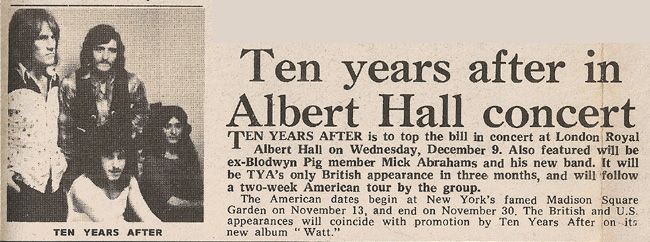 TEN YEARS AFTER
Ten years after in
Albert Hall concert
TEN YEARS AFTER is to top the bill in concert at London Royal
Albert Hall on Wednesday, December 9. Also featured will be
ex-Blodwyn Pig member Mick Abrahams and his new band. It will
be TYA's only British appearance in three months, and will follow
a two-week American tour by the group.
The American dates begin at New York's famed Madison Square
Garden on November 13, and end on November 30. The British and U.S.
appearances will coincide with promotion by Ten Years After on its
new album "Watt."